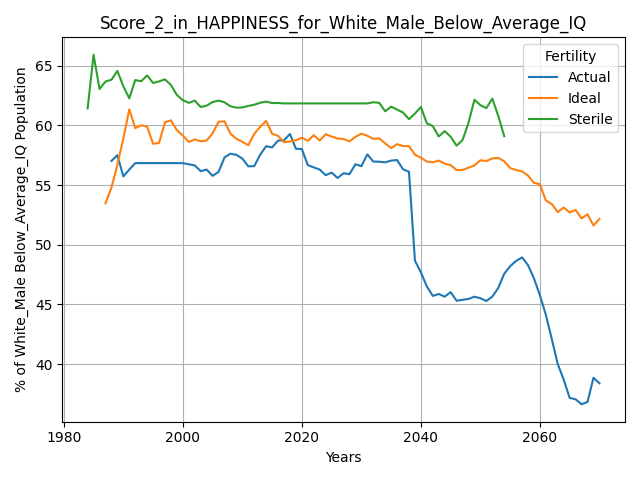 Score_2_in_HAPPINESS_for_White_Male_Below_Average_IQ
Fertility
Actual
Ideal
Sterile
% of White_Male Below_Average_IQ Population
65
60
55
50
45
40
1980
2000
2020
2040
2060
Years